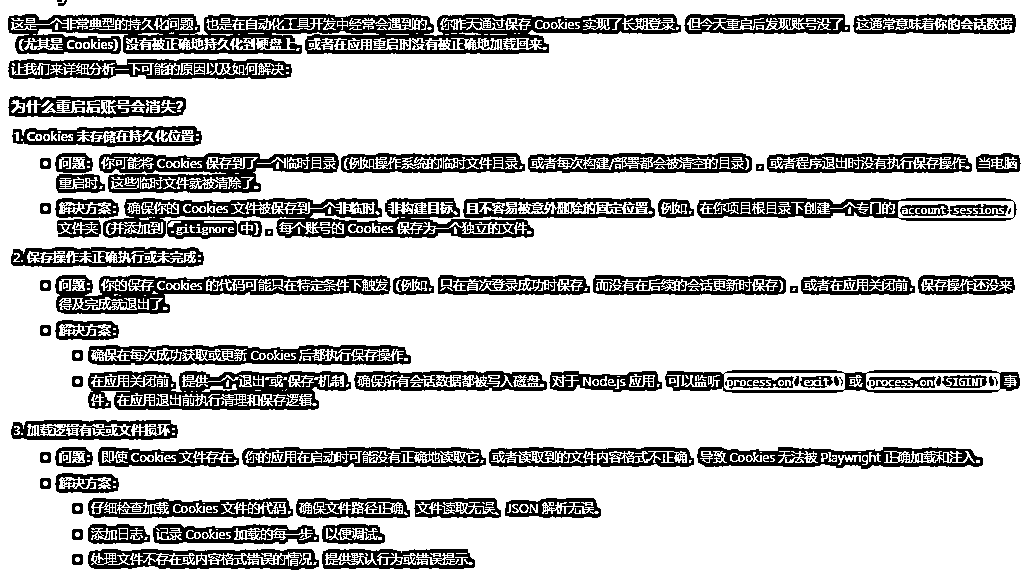 这是一个非常典型的持久化问题，也是在自动化工具开发中经常会遇到的。你昨天通过保存 Cookies 实现了长期登录，但今天重启后发现账号没了，这通常意味着你的会话数据
（尤其是 Cookies）没有被正确地持久化到硬盘上，或者在应用重启时没有被正确地加载回来。
让我们来详细分析一下可能的原因以及如何解决：
为什么重启后账号会消失？
1. Cookies 未存储在持久化位置：
问题： 你可能将 Cookies 保存到了一个临时目录（例如操作系统的临时文件目录，或者每次构建/部署都会被清空的目录），或者程序退出时没有执行保存操作。当电脑
重启时，这些临时文件就被清除了。
解决方案： 确保你的 Cookies 文件被保存到一个非临时、非构建目标、且不容易被意外删除的固定位置。例如，在你项目根目录下创建一个专门的 account_sessions/
文件夹（并添加到 .gitignore 中），每个账号的 Cookies 保存为一个独立的文件。
2. 保存操作未正确执行或未完成：
问题： 你的保存 Cookies 的代码可能只在特定条件下触发（例如，只在首次登录成功时保存，而没有在后续的会话更新时保存），或者在应用关闭前，保存操作还没来
得及完成就退出了。
解决方案：
确保在每次成功获取或更新 Cookies 后都执行保存操作。
在应用关闭前，提供一个“退出”或“保存”机制，确保所有会话数据都被写入磁盘。对于 Node.js 应用，可以监听 process.on('exit') 或 process.on('SIGINT') 事
件，在应用退出前执行清理和保存逻辑。
3. 加载逻辑有误或文件损坏：
问题： 即使 Cookies 文件存在，你的应用在启动时可能没有正确地读取它，或者读取到的文件内容格式不正确，导致 Cookies 无法被 Playwright 正确加载和注入。
解决方案：
仔细检查加载 Cookies 文件的代码，确保文件路径正确、文件读取无误、JSON 解析无误。
添加日志，记录 Cookies 加载的每一步，以便调试。
处理文件不存在或内容格式错误的情况，提供默认行为或错误提示。